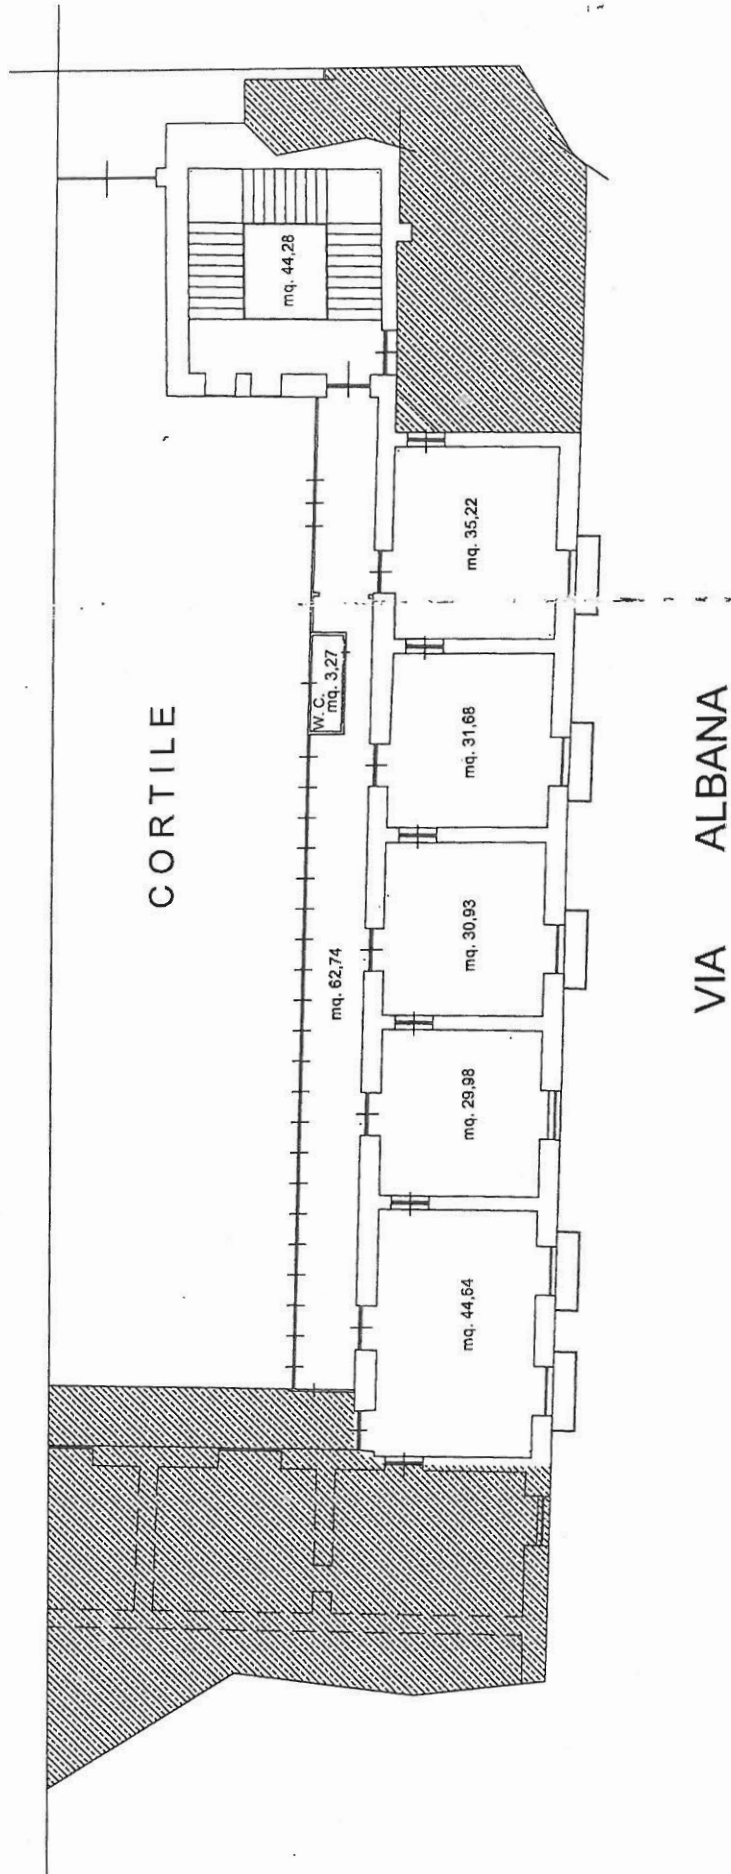 CORTILE
mq. 44,28
W. C.
mq. 3,27
mq. 62,74
mq. 44,64
mq. 29,98
mq. 30,93
mq. 31,68
mq. 35,22
VIA ALBANA